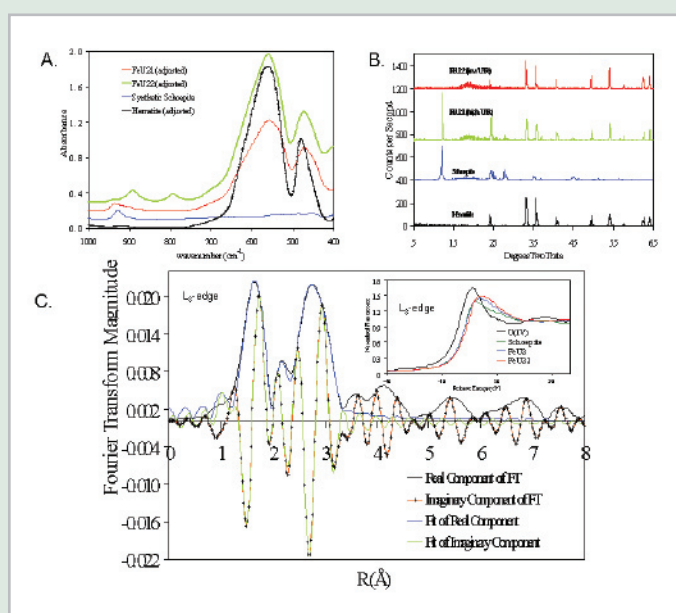 A.
2.0
1.6
1.2
0.8
0.4
0.0
Absorbance
FeU21 (adjusted)
FeU22 (adjusted)
Synthetic Schoepite
Hematite (adjusted)
1000 900 800 700 600 500 400
wavenumber (cm⁻¹)
B.
1400
1200
1000
800
600
400
200
0
Counts per Second
Schoepite
Hematite
5 15 25 35 45 55 65
Degree Two Theta
C.
L₃-edge
Fourier Transform Magnitude
0.020
0.014
0.008
0.002
-0.004
-0.010
-0.016
-0.022
0 1 2 3 4 5 6 7 8
R(Å)
Real Component of FT
Imaginary Component of FT
Fit of Real Component
Fit of Imaginary Component
L₃-edge
U(IV)
Schoepite
FeU22